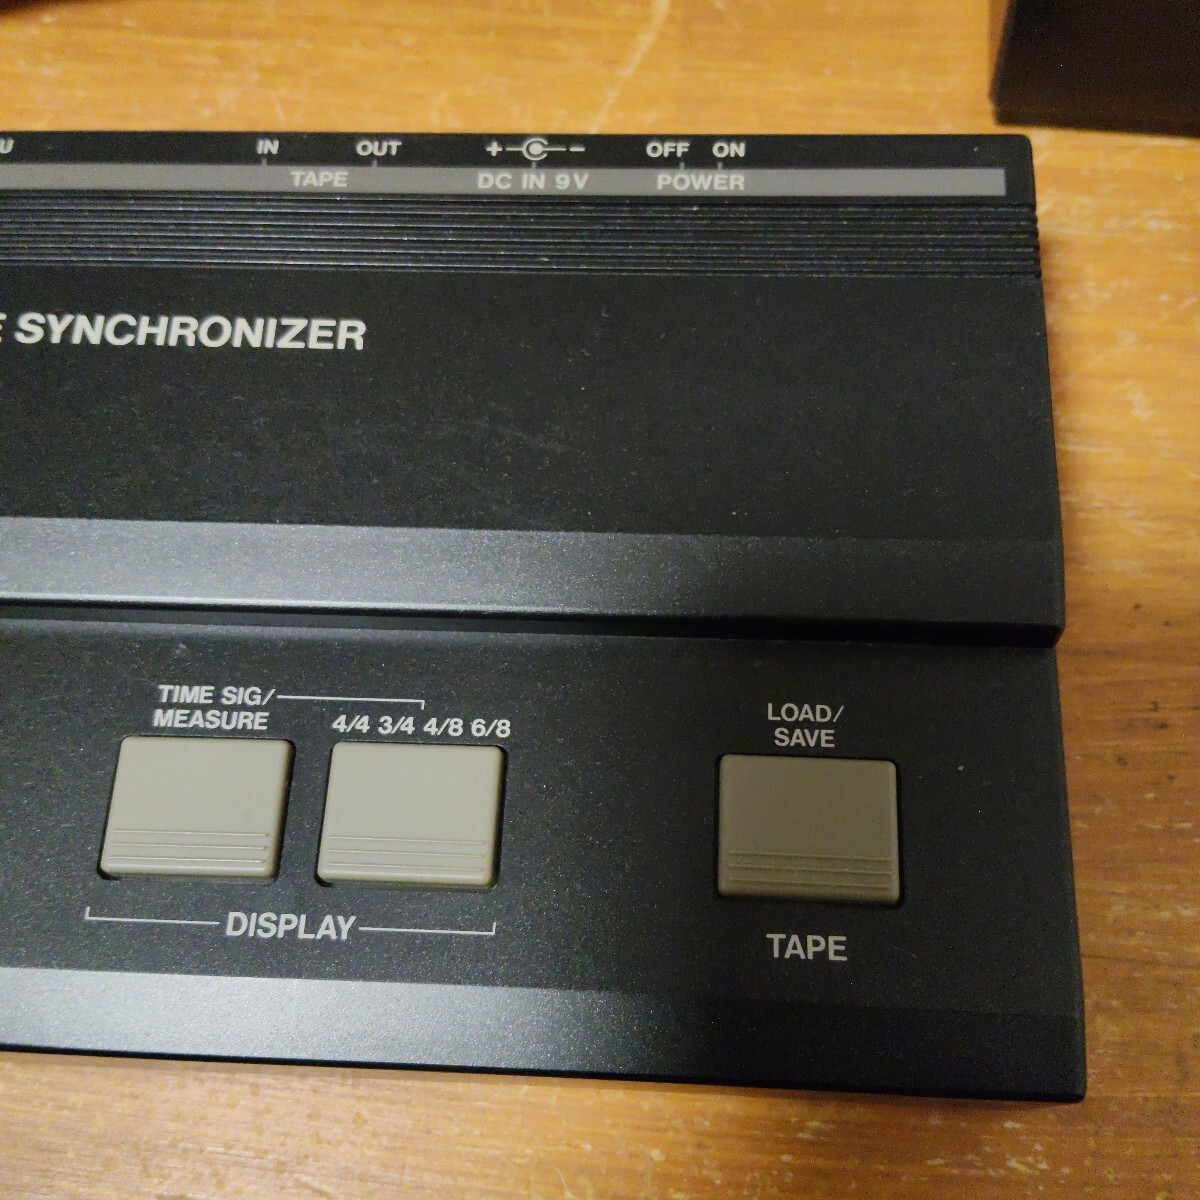 IN OUT + - OFF ON
TAPE DC IN 9V POWER
SYNCHRONIZER
TIME SIG/
MEASURE 4/4 3/4 4/8 6/8
LOAD/
SAVE
DISPLAY
TAPE